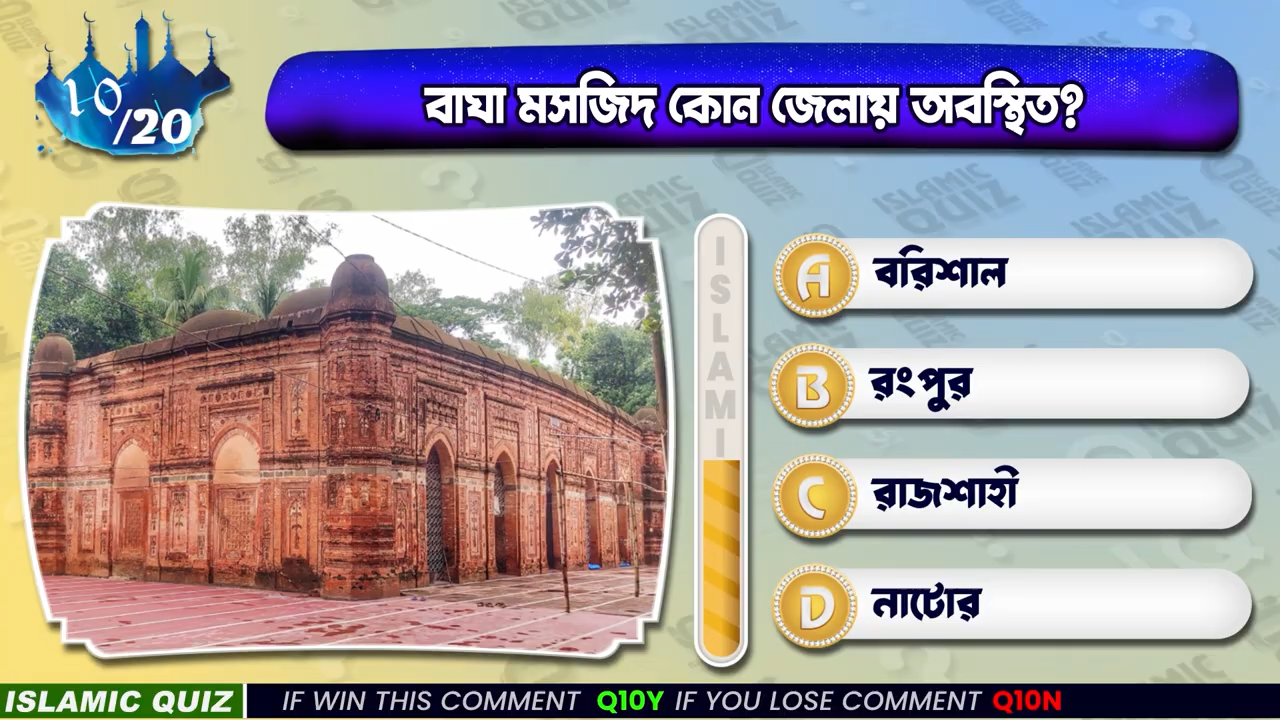 10/20
বাঘা মসজিদ কোন জেলায় অবস্থিত?
ISLAMI
A বরিশাল
B রংপুর
C রাজশাহী
D নাটোর
ISLAMIC QUIZ IF WIN THIS COMMENT Q10Y IF YOU LOSE COMMENT Q10N